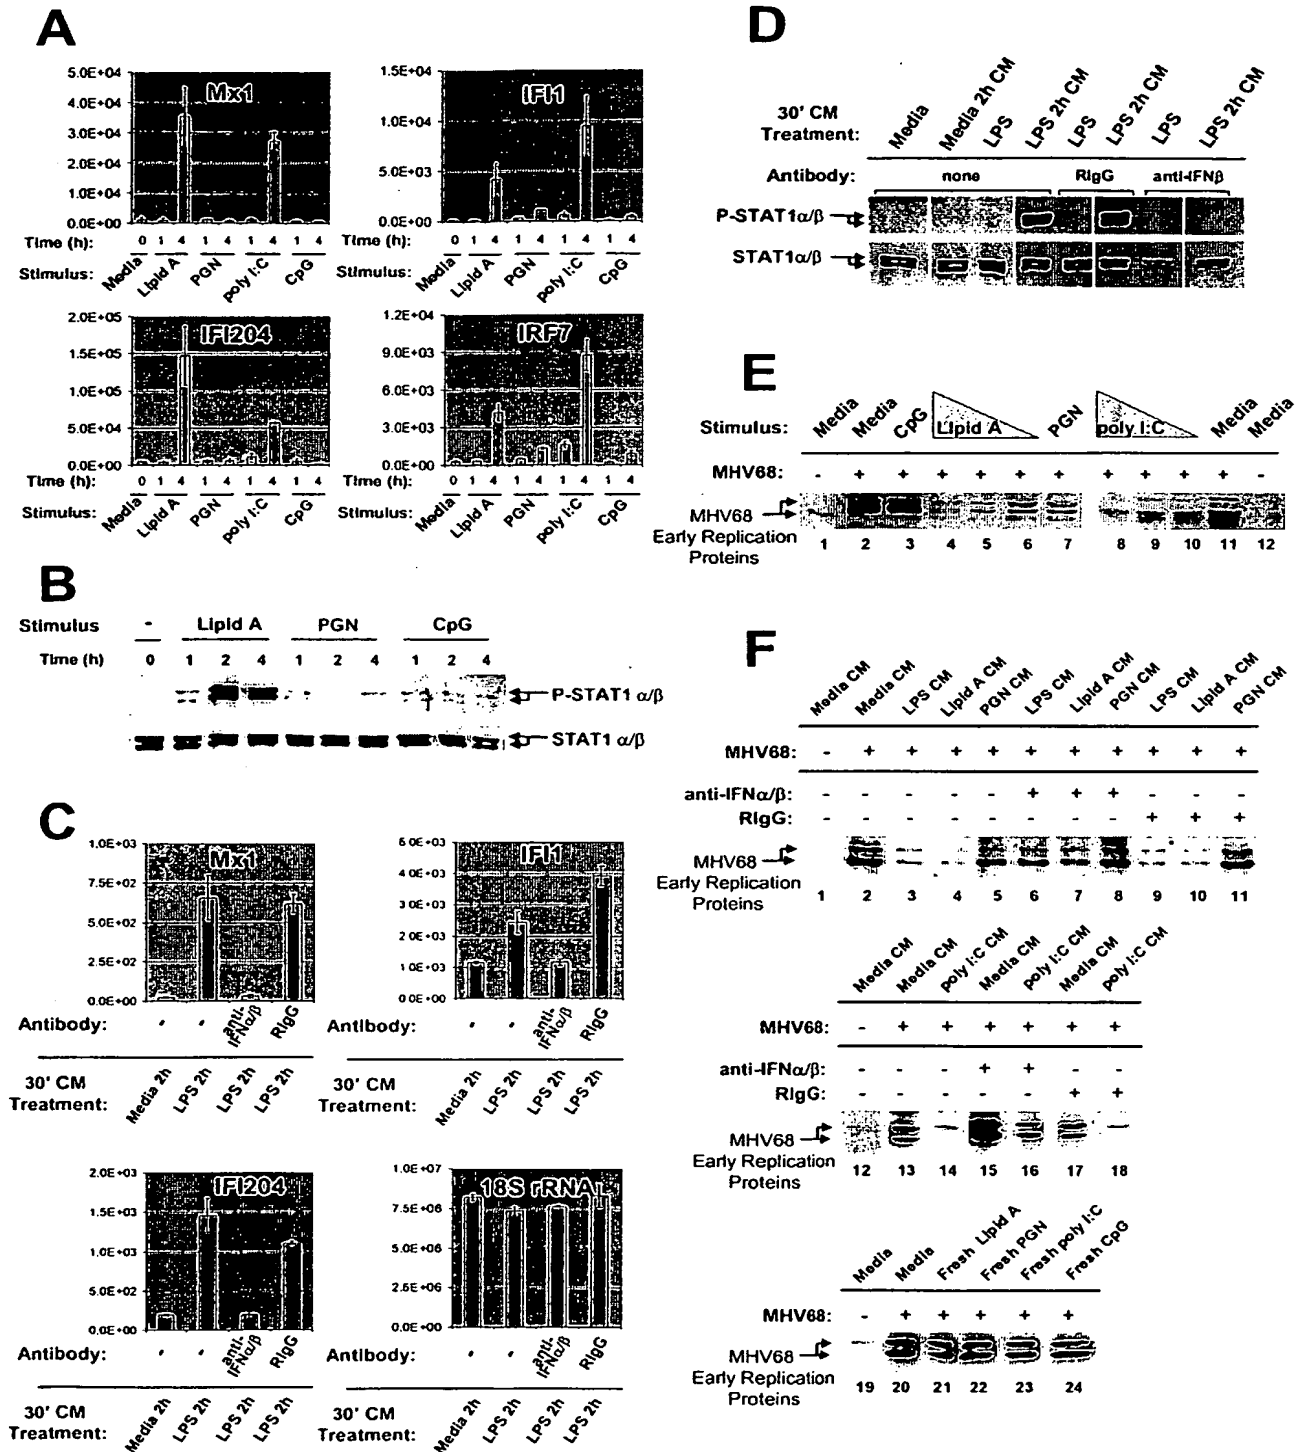 A
5.0E+04
4.0E+04
3.0E+04
2.0E+04
1.0E+04
0.0E+00
Mx1
Time (h): 0 1 4 1 4 1 4 1 4
Stimulus: Media Lipid A PGN poly I:C CpG
1.5E+04
1.0E+04
5.0E+03
0.0E+00
IFI1
Time (h): 0 1 4 1 4 1 4 1 4
Stimulus: Media Lipid A PGN poly I:C CpG
2.0E+05
1.5E+05
1.0E+05
5.0E+04
0.0E+00
IFI204
Time (h): 0 1 4 1 4 1 4 1 4
Stimulus: Media Lipid A PGN poly I:C CpG
1.2E+04
9.0E+03
6.0E+03
3.0E+03
0.0E+00
IRF7
Time (h): 0 1 4 1 4 1 4 1 4
Stimulus: Media Lipid A PGN poly I:C CpG
B
Stimulus - Lipid A PGN CpG
Time (h) 0 1 2 4 1 2 4 1 2 4
P-STAT1 α/β
STAT1 α/β
C
1.0E+03
7.5E+02
5.0E+02
2.5E+02
0.0E+00
Mx1
Antibody: - - anti-IFNα/β RIgG
30' CM Treatment: Media 2h LPS 2h LPS 2h LPS 2h
5.0E+03
4.0E+03
3.0E+03
2.0E+03
1.0E+03
0.0E+00
IFI1
Antibody: - - anti-IFNα/β RIgG
30' CM Treatment: Media 2h LPS 2h LPS 2h LPS 2h
2.0E+03
1.5E+03
1.0E+03
5.0E+02
0.0E+00
IFI204
Antibody: - - anti-IFNα/β RIgG
30' CM Treatment: Media 2h LPS 2h LPS 2h LPS 2h
1.0E+07
7.5E+06
5.0E+06
2.5E+06
0.0E+00
18S rRNA
Antibody: - - anti-IFNα/β RIgG
30' CM Treatment: Media 2h LPS 2h LPS 2h LPS 2h
D
30' CM Treatment: Media Media 2h CM LPS LPS 2h CM LPS LPS 2h CM LPS LPS 2h CM
Antibody: none RIgG anti-IFNβ
P-STAT1α/β
STAT1α/β
E
Stimulus: Media Media CpG Lipid A PGN poly I:C Media Media
MHV68: - + + + + + + + + + + -
MHV68
Early Replication
Proteins
1 2 3 4 5 6 7 8 9 10 11 12
F
Media CM Media CM LPS CM Lipid A CM PGN CM LPS CM Lipid A CM PGN CM LPS CM Lipid A CM PGN CM
MHV68: - + + + + + + + + + +
anti-IFNα/β: - - - - - + + + - - -
RIgG: - - - - - - - - + + +
MHV68
Early Replication
Proteins
1 2 3 4 5 6 7 8 9 10 11
Media CM Media CM poly I:C CM Media CM poly I:C CM Media CM poly I:C CM
MHV68: - + + + + + +
anti-IFNα/β: - - - + + - -
RIgG: - - - - - + +
MHV68
Early Replication
Proteins
12 13 14 15 16 17 18
Media Media Fresh Lipid A Fresh PGN Fresh poly I:C Fresh CpG
MHV68: - + + + + +
MHV68
Early Replication
Proteins
19 20 21 22 23 24